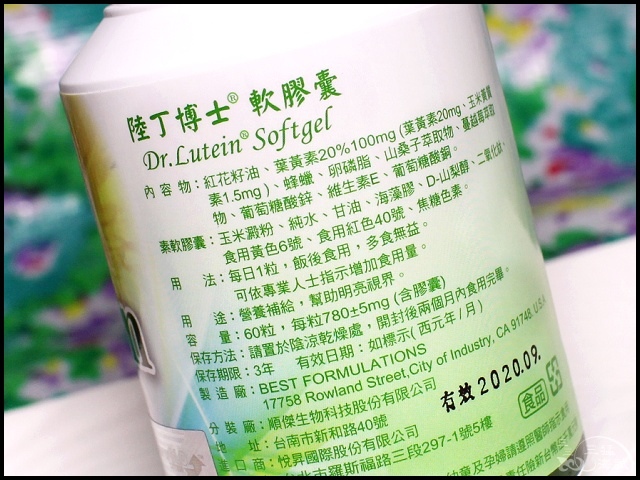 陸丁博士® 軟膠囊
Dr.Lutein® Softgel
內容物：紅花籽油、葉黃素20%100mg (葉黃素20mg、玉米黃質
素1.5mg )、蜂蠟、卵磷脂、山桑子萃取物、蔓越莓萃取
物、葡萄糖酸鋅、維生素E、葡萄糖酸銅。
素軟膠囊：玉米澱粉、純水、甘油、海藻膠、D-山梨醇、二氧化鈦、
食用黃色6號、食用紅色40號、焦糖色素。
用 法：每日1粒，飯後食用，多食無益。
可依專業人士指示增加食用量。
用 途：營養補給，幫助明亮視界。
容 量：60粒，每粒780±5mg (含膠囊)
保存方法：請置於陰涼乾燥處，開封後兩個月內食用完畢。
保存期限：3年 有效日期：如標示 ( 西元年 / 月 )
製造廠：BEST FORMULATIONS
17758 Rowland Street,City of Industry, CA 91748, U.S.A
有效2020.09.
分裝廠：順傑生物科技股份有限公司
地 址：台南市新和路40號
進口商：悅昇國際股份有限公司
台北市羅斯福路三段297-1號5樓
食品